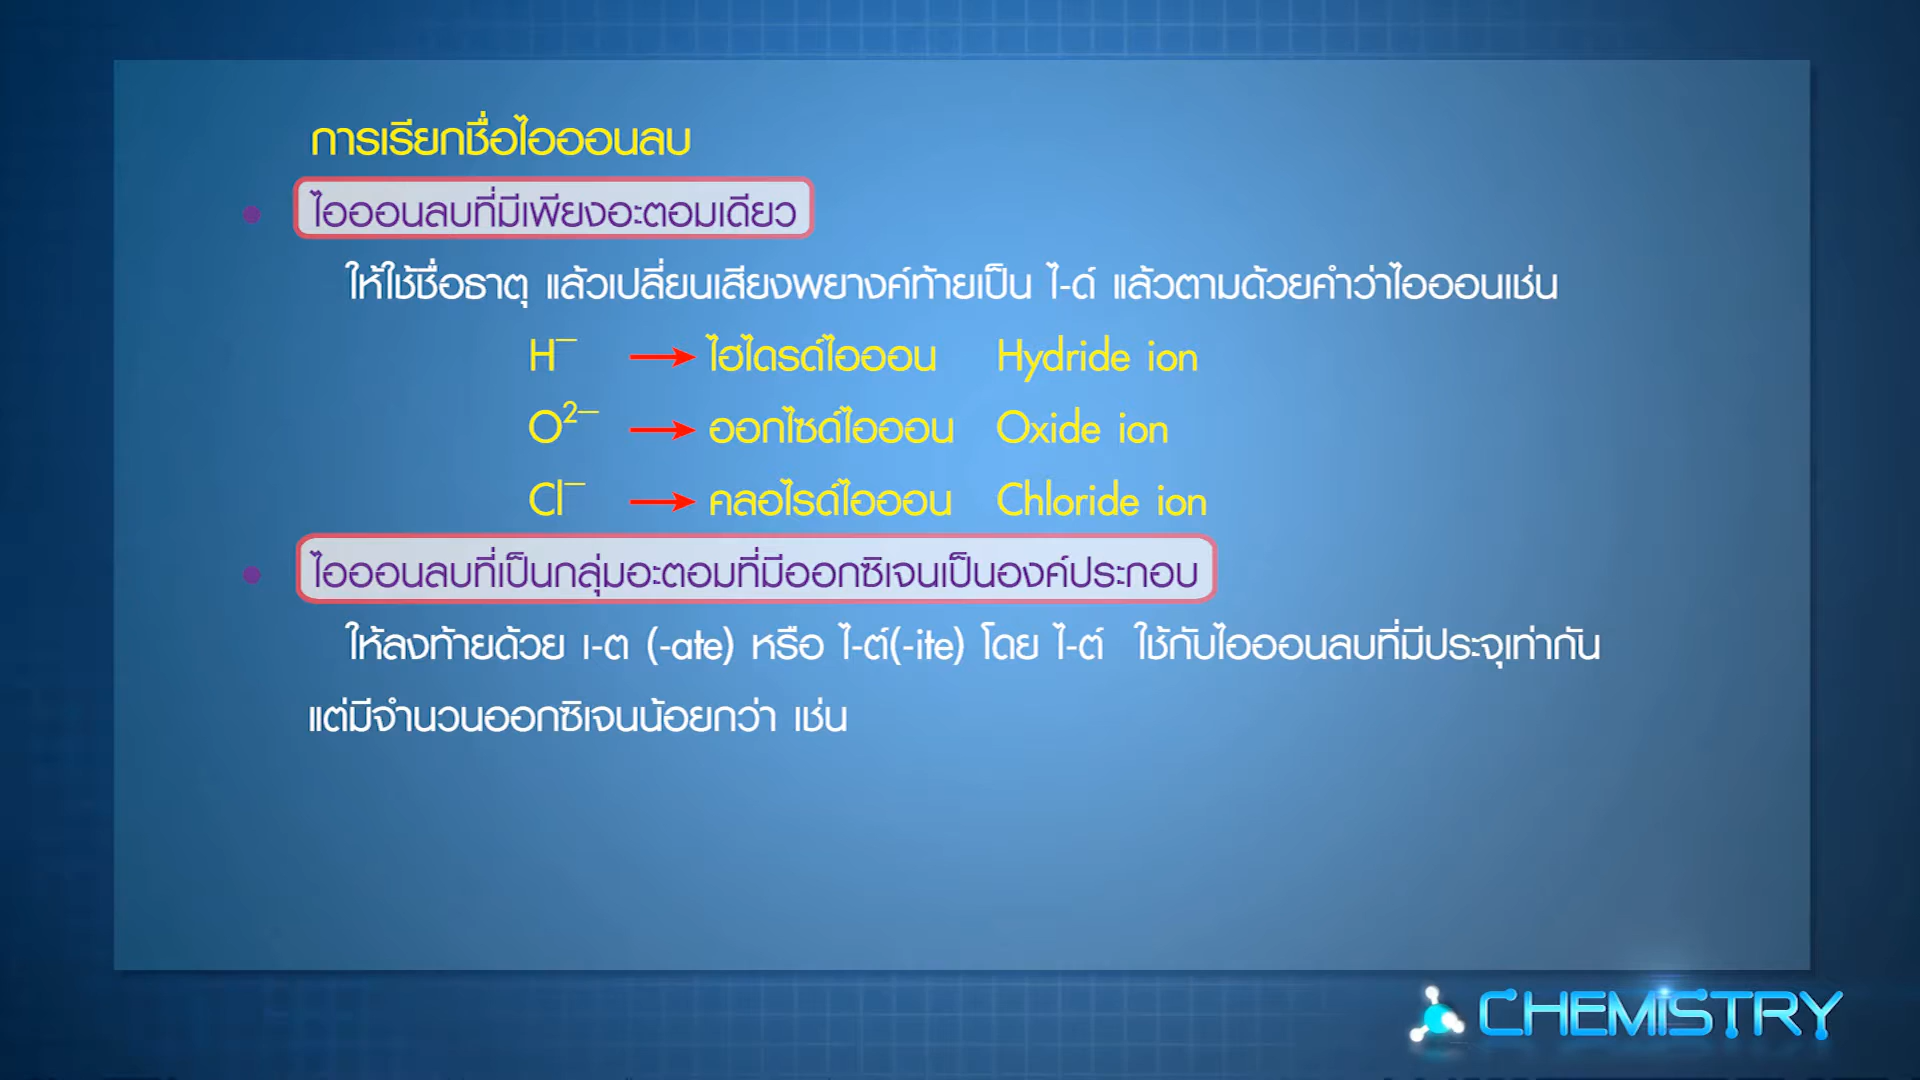 การเรียกชื่อไอออนลบ
• ไอออนลบที่มีเพียงอะตอมเดียว
ให้ใช้ชื่อธาตุ แล้วเปลี่ยนเสียงพยางค์ท้ายเป็น ไ-ด์ แล้วตามด้วยคำว่าไอออนเช่น
H⁻ → ไฮไดรด์ไอออน Hydride ion
O²⁻ → ออกไซด์ไอออน Oxide ion
Cl⁻ → คลอไรด์ไอออน Chloride ion
• ไอออนลบที่เป็นกลุ่มอะตอมที่มีออกซิเจนเป็นองค์ประกอบ
ให้ลงท้ายด้วย เ-ต (-ate) หรือ ไ-ต์(-ite) โดย ไ-ต์ ใช้กับไอออนลบที่มีประจุเท่ากัน
แต่มีจำนวนออกซิเจนน้อยกว่า เช่น
CHEMISTRY